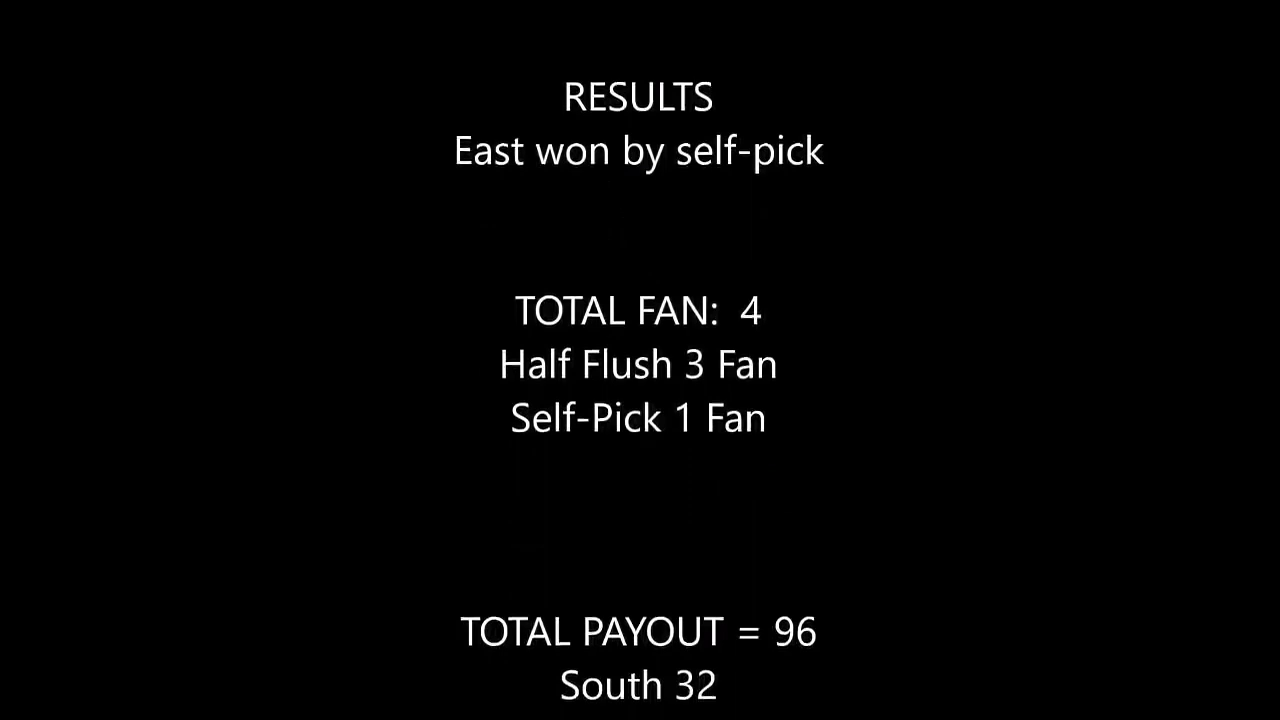 RESULTS
East won by self-pick
TOTAL FAN: 4
Half Flush 3 Fan
Self-Pick 1 Fan
TOTAL PAYOUT = 96
South 32